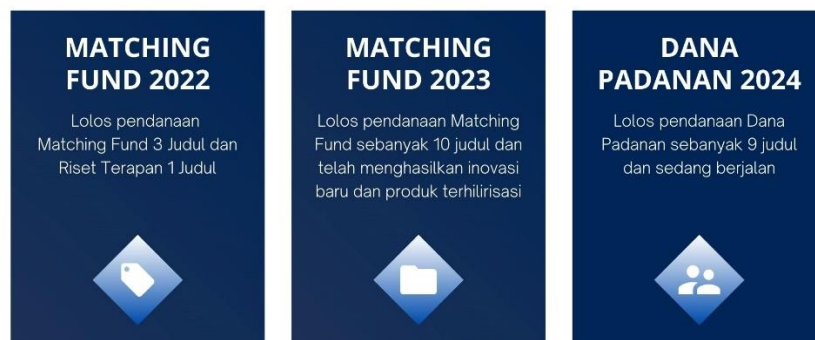 MATCHING
FUND 2022
Lolos pendanaan
Matching Fund 3 Judul dan
Riset Terapan 1 Judul
MATCHING
FUND 2023
Lolos pendanaan Matching
Fund sebanyak 10 judul dan
telah menghasilkan inovasi
baru dan produk terhilirisasi
DANA
PADANAN 2024
Lolos pendanaan Dana
Padanan sebanyak 9 judul
dan sedang berjalan